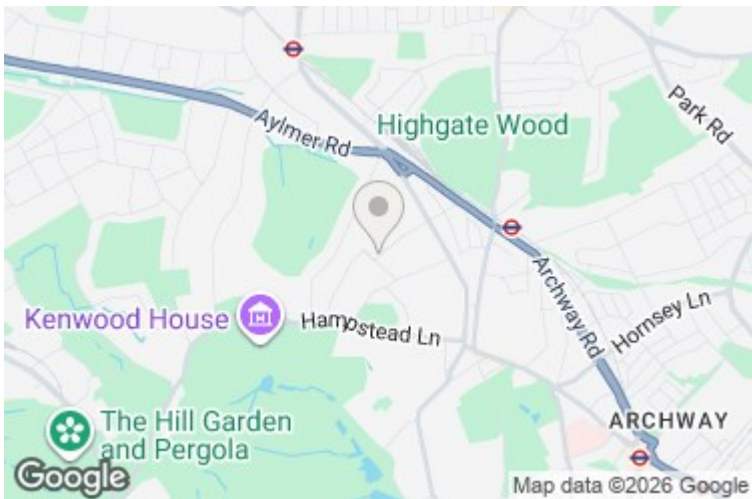 Aylmer Rd
Highgate Wood
Park Rd
Kenwood House
Hampstead Ln
Archway Rd
Hornsey Ln
The Hill Garden
and Pergola
ARCHWAY
Google
Map data ©2026 Google